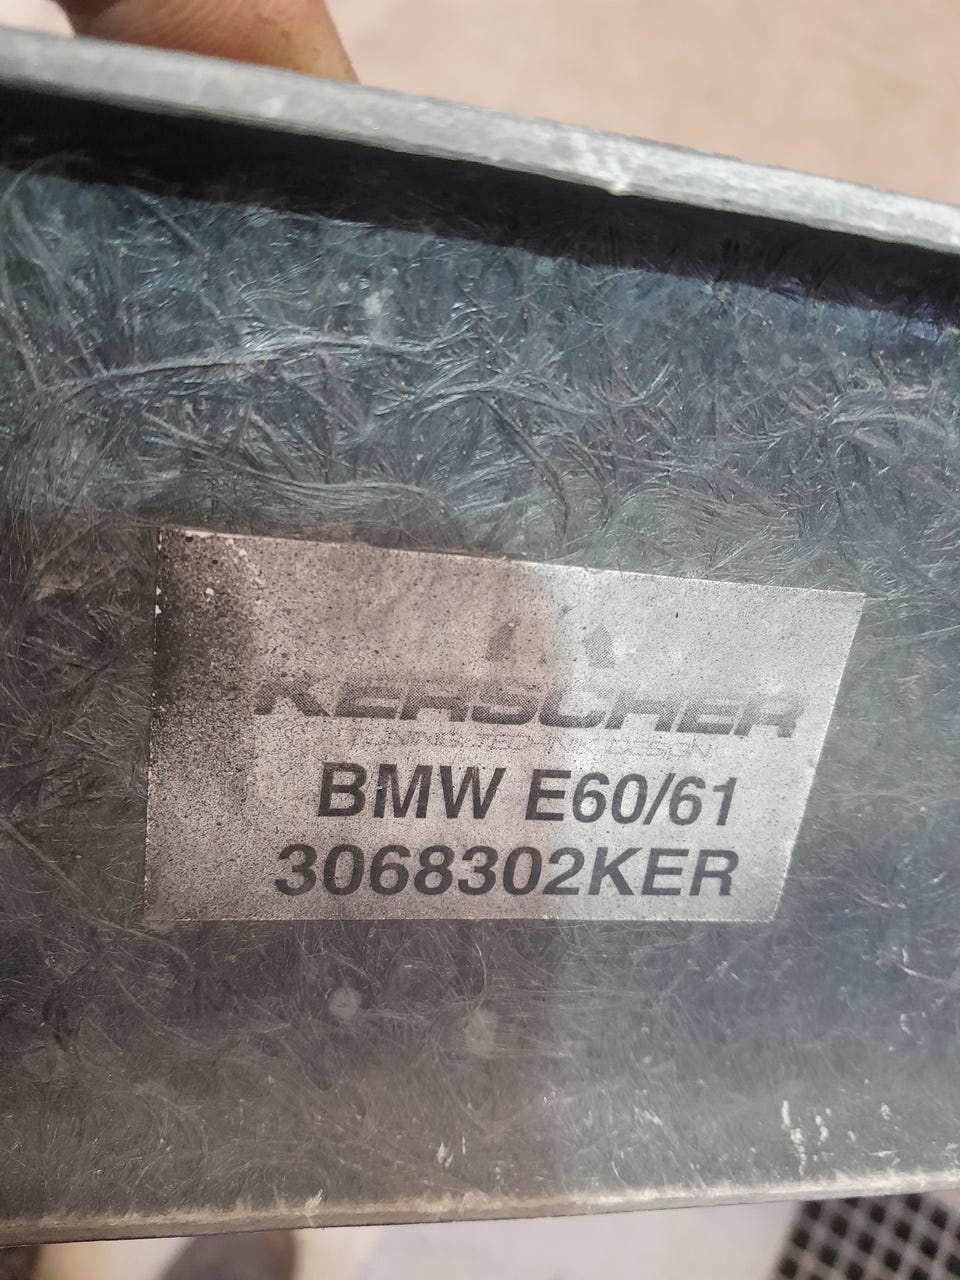 KERSCHER
TUNING TECHNIK DESIGN
BMW E60/61
3068302KER